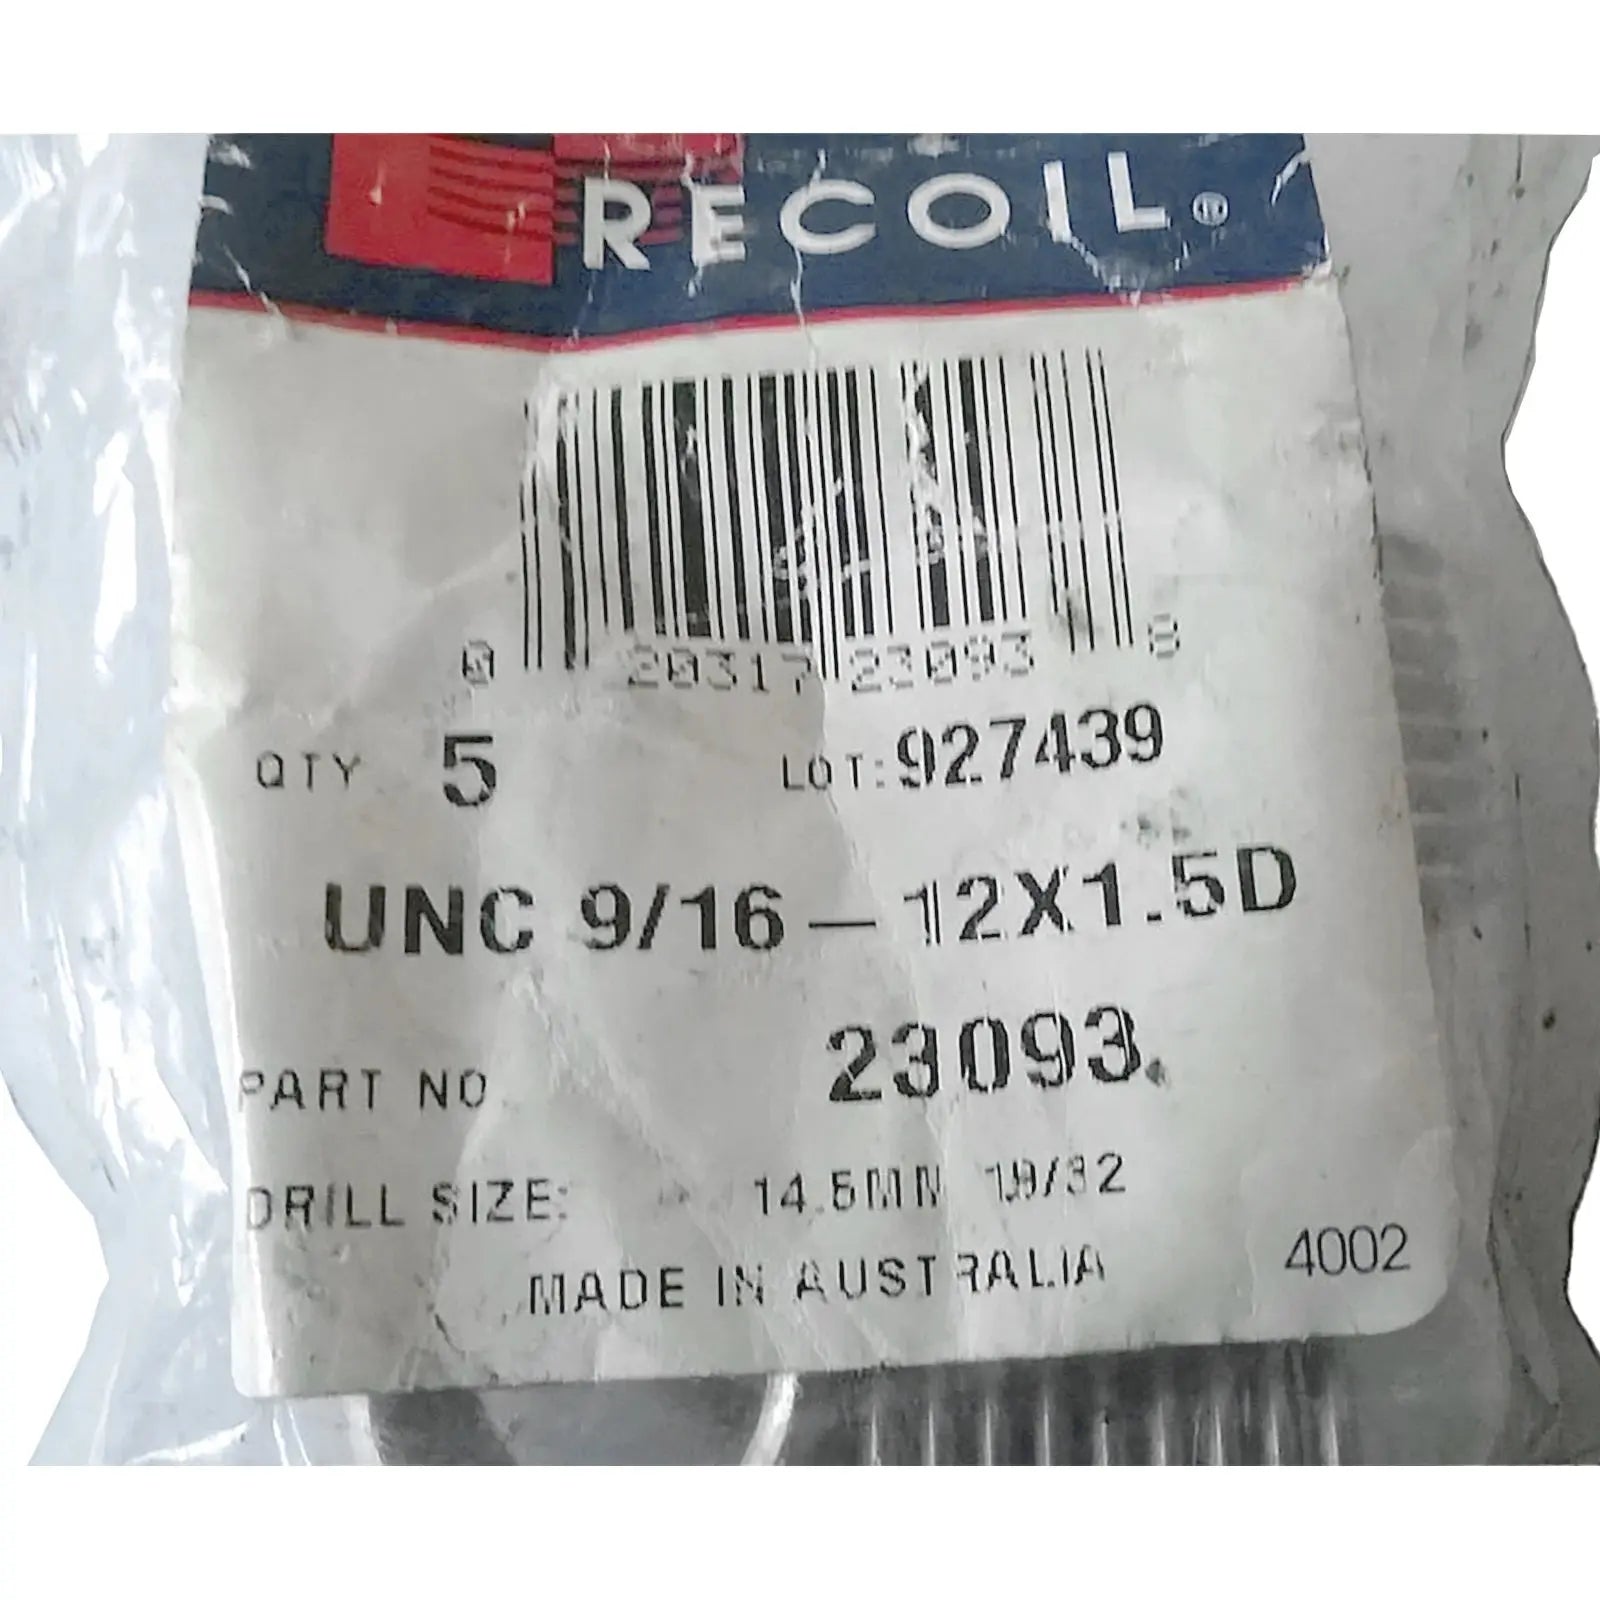 RECOIL®
0 20317 23093 8
QTY 5 LOT: 927439
UNC 9/16-12X1.5D
PART NO 23093
DRILL SIZE: 14.5MM 19/32
MADE IN AUSTRALIA 4002